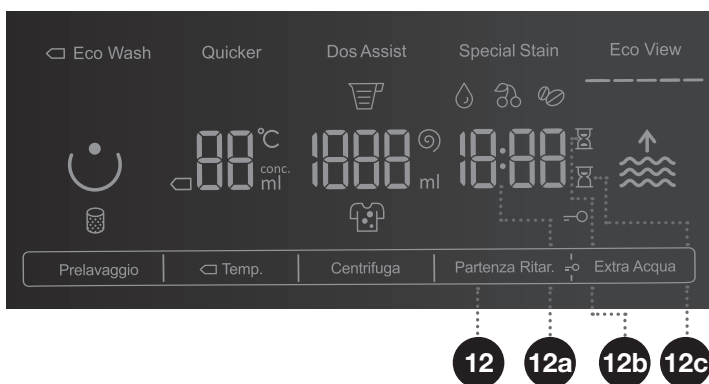 Eco Wash Quicker Dos Assist Special Stain Eco View
88 °C conc. ml 1888 ml 18:88
Prelavaggio Temp. Centrifuga Partenza Ritar. Extra Acqua
12 12a 12b 12c